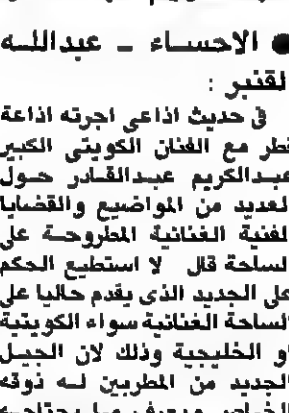 ● الاحساء - عبدالله
القنبر :
في حديث اذاعي اجرته اذاعة
قطر مع الفنان الكويتي الكبير
عبدالكريم عبدالقادر حول
العديد من المواضيع والقضايا
الفنية الغنائية المطروحة على
الساحة قال لا استطيع الحكم
على الجديد الذي يقدم حاليا على
الساحة الغنائية سواء الكويتية
او الخليجية وذلك لان الجيل
الجديد من المطربين له ذوقه